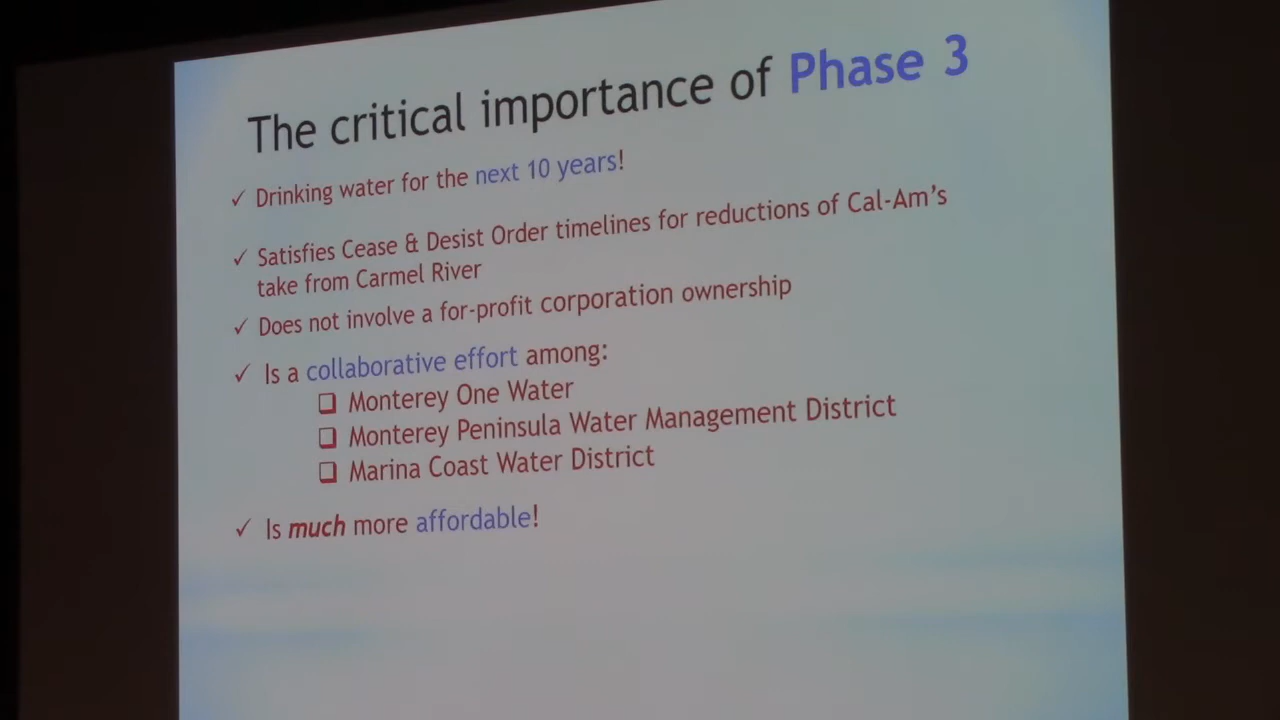 The critical importance of Phase 3
✓ Drinking water for the next 10 years!
✓ Satisfies Cease & Desist Order timelines for reductions of Cal-Am's
take from Carmel River
✓ Does not involve a for-profit corporation ownership
✓ Is a collaborative effort among:
❑ Monterey One Water
❑ Monterey Peninsula Water Management District
❑ Marina Coast Water District
✓ Is much more affordable!